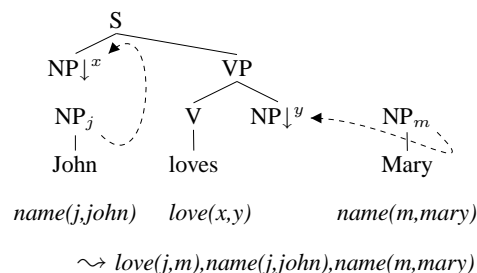 S
NP↓x VP
NPj V NP↓y NPm
John loves Mary
name(j,john) love(x,y) name(m,mary)
⤳ love(j,m),name(j,john),name(m,mary)